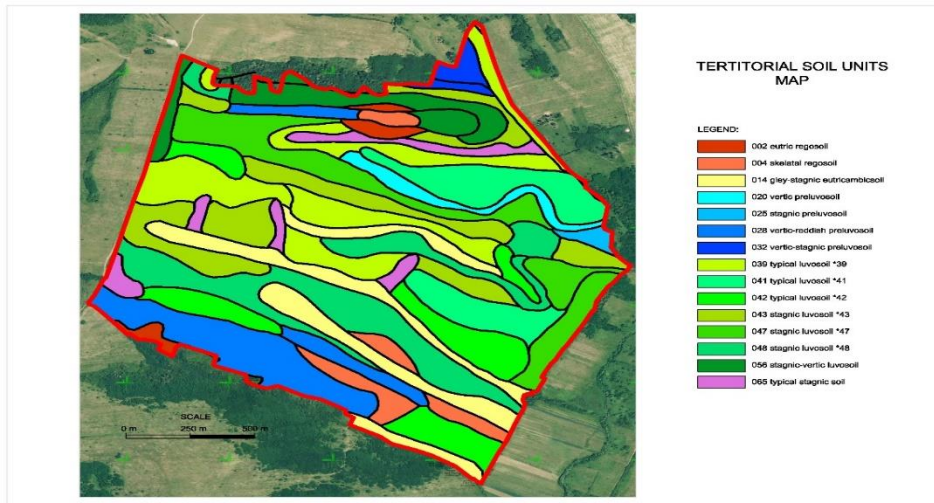 TERTITORIAL SOIL UNITS
MAP
LEGEND:
002 eutric regosoil
004 skelatal regosoil
014 gley-stagnic eutricambicsoil
020 vertic preluvosoil
025 stagnic preluvosoil
028 vertic-reddish preluvosoil
032 vertic-stagnic preluvosoil
039 typical luvosoil *39
041 typical luvosoil *41
042 typical luvosoil *42
043 stagnic luvosoil *43
047 stagnic luvosoil *47
048 stagnic luvosoil *48
056 stagnic-vertic luvosoil
065 typical stagnic soil
SCALE
0 m 250 m 500 m